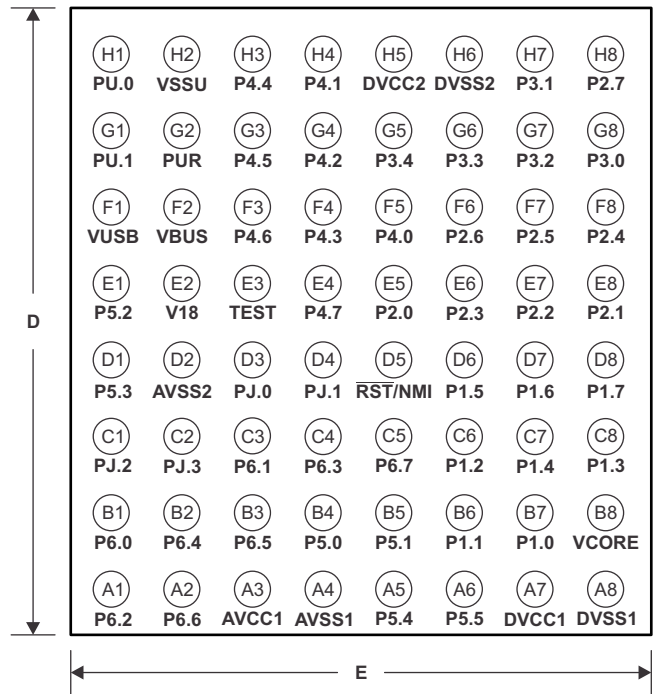 H1 H2 H3 H4 H5 H6 H7 H8
PU.0 VSSU P4.4 P4.1 DVCC2 DVSS2 P3.1 P2.7
G1 G2 G3 G4 G5 G6 G7 G8
PU.1 PUR P4.5 P4.2 P3.4 P3.3 P3.2 P3.0
F1 F2 F3 F4 F5 F6 F7 F8
VUSB VBUS P4.6 P4.3 P4.0 P2.6 P2.5 P2.4
E1 E2 E3 E4 E5 E6 E7 E8
P5.2 V18 TEST P4.7 P2.0 P2.3 P2.2 P2.1
D
D1 D2 D3 D4 D5 D6 D7 D8
P5.3 AVSS2 PJ.0 PJ.1 RST/NMI P1.5 P1.6 P1.7
C1 C2 C3 C4 C5 C6 C7 C8
PJ.2 PJ.3 P6.1 P6.3 P6.7 P1.2 P1.4 P1.3
B1 B2 B3 B4 B5 B6 B7 B8
P6.0 P6.4 P6.5 P5.0 P5.1 P1.1 P1.0 VCORE
A1 A2 A3 A4 A5 A6 A7 A8
P6.2 P6.6 AVCC1 AVSS1 P5.4 P5.5 DVCC1 DVSS1
E